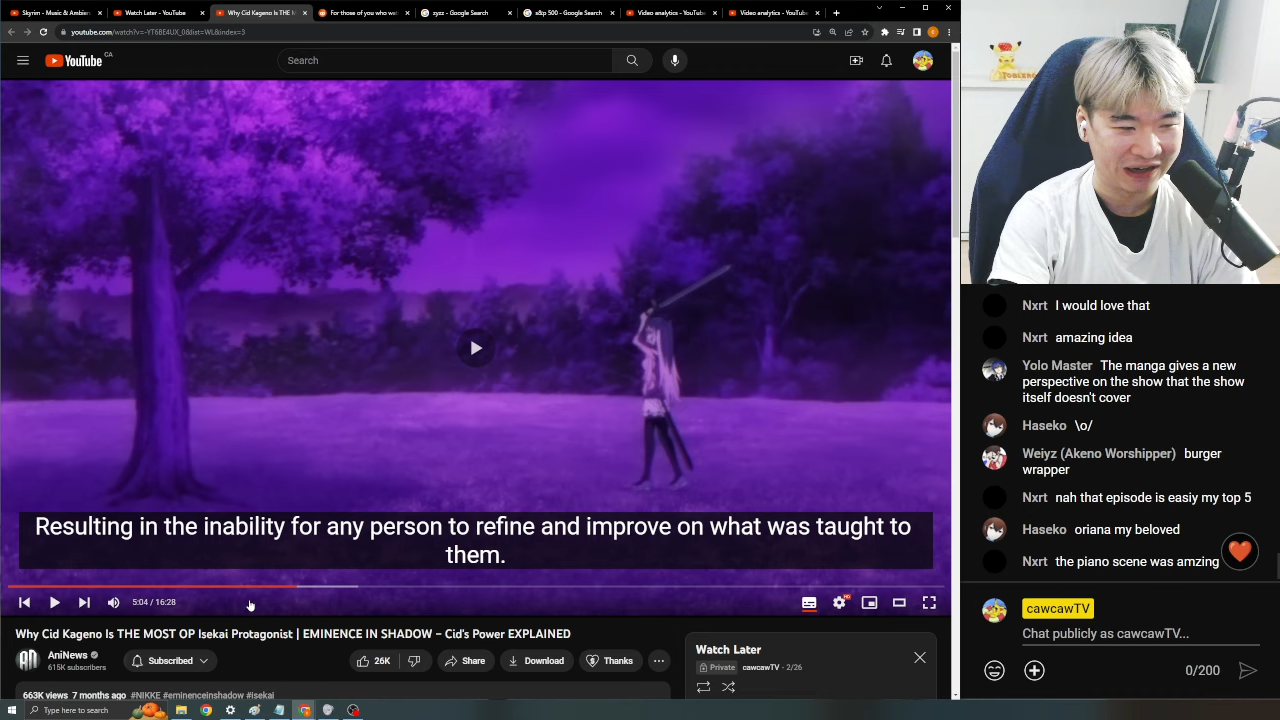 Skyrim - Music & Ambien
Watch Later - YouTube
Why Cid Kageno Is THE M
For those of you who wat
zyzz - Google Search
s&p 500 - Google Search
Video analytics - YouTub
Video analytics - YouTub
youtube.com/watch?v=-YT6BE4UX_0&list=WL&index=3
YouTube CA
Search
TOBLERO
Resulting in the inability for any person to refine and improve on what was taught to
them.
5:04 / 16:28
HD
Why Cid Kageno Is THE MOST OP Isekai Protagonist | EMINENCE IN SHADOW – Cid's Power EXPLAINED
AN
AniNews
615K subscribers
Subscribed
26K
Share
Download
Thanks
663K views 7 months ago #NIKKE #eminenceinshadow #isekai
Watch Later
Private cawcawTV - 2/26
Type here to search
Nxrt I would love that
Nxrt amazing idea
Yolo Master The manga gives a new
perspective on the show that the show
itself doesn't cover
Haseko \o/
Weiyz (Akeno Worshipper) burger
wrapper
Nxrt nah that episode is easiy my top 5
Haseko oriana my beloved
Nxrt the piano scene was amzing
cawcawTV
Chat publicly as cawcawTV...
0/200